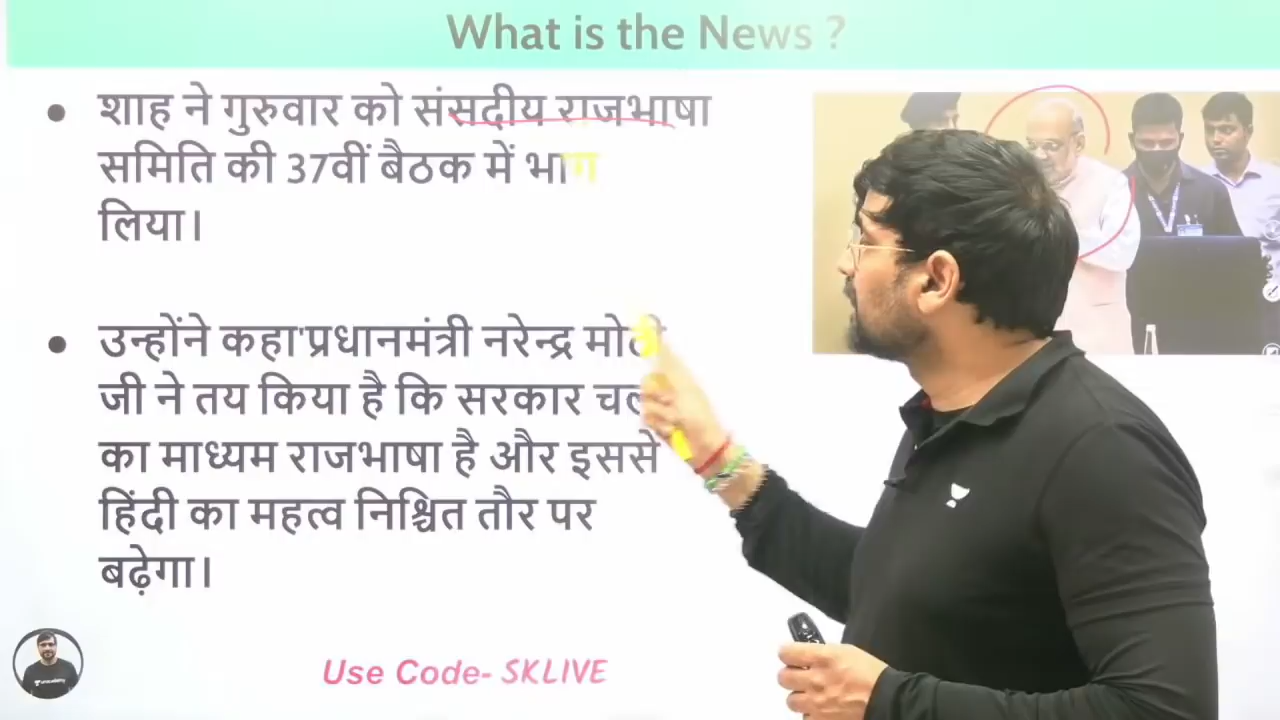 What is the News ?
शाह ने गुरुवार को संसदीय राजभाषा
समिति की 37वीं बैठक में भाग
लिया।
उन्होंने कहा'प्रधानमंत्री नरेन्द्र
जी ने तय किया है कि सरकार
का माध्यम राजभाषा है और इससे
हिंदी का महत्व निश्चित तौर पर
बढ़ेगा।
Use Code- SKLIVE